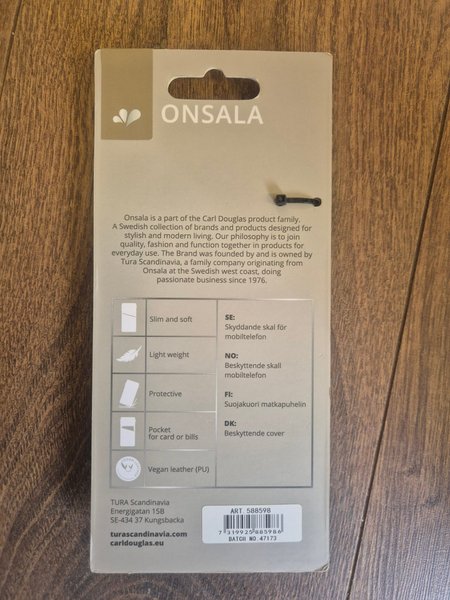 ONSALA
Onsala is a part of the Carl Douglas product family.
A Swedish collection of brands and products designed for
stylish and modern living. Our philosophy is to join
quality, fashion and function together in products for
everyday use. The Brand was founded by and is owned by
Tura Scandinavia, a family company originating from
Onsala at the Swedish west coast, doing
passionate business since 1976.
Slim and soft
Light weight
Protective
Pocket
for card or bills
Vegan leather (PU)
SE:
Skyddande skal för
mobiltelefon
NO:
Beskyttende skall
mobiltelefon
FI:
Suojakuori matkapuhelin
DK:
Beskyttende cover
TURA Scandinavia
Energigatan 15B
SE-434 37 Kungsbacka
turascandinavia.com
carldouglas.eu
ART. 588598
7 319925 885986
BATCH NO. 47173